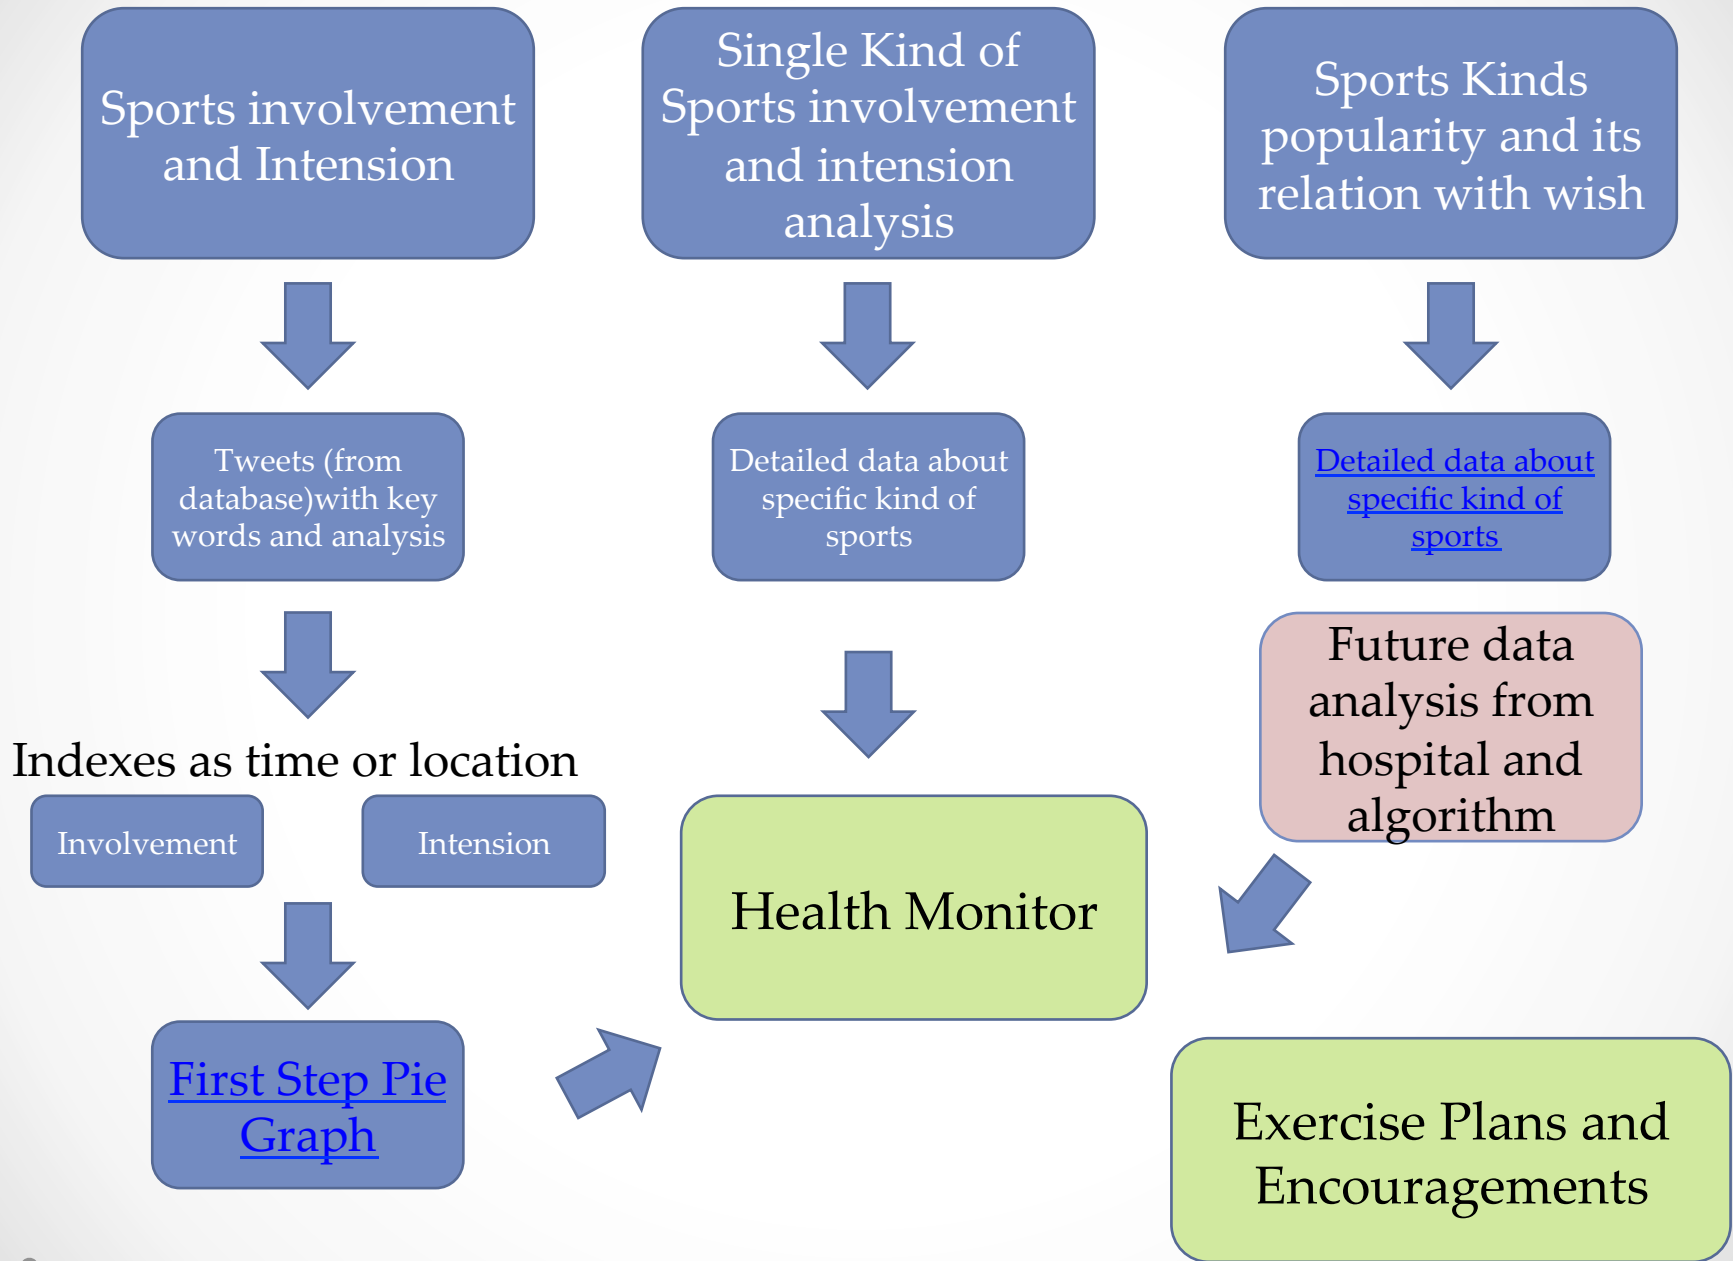 Sports involvement
and Intension
Single Kind of
Sports involvement
and intension
analysis
Sports Kinds
popularity and its
relation with wish
Tweets (from
database)with key
words and analysis
Detailed data about
specific kind of
sports
Detailed data about
specific kind of
sports
Indexes as time or location
Involvement
Intension
First Step Pie
Graph
Health Monitor
Future data
analysis from
hospital and
algorithm
Exercise Plans and
Encouragements